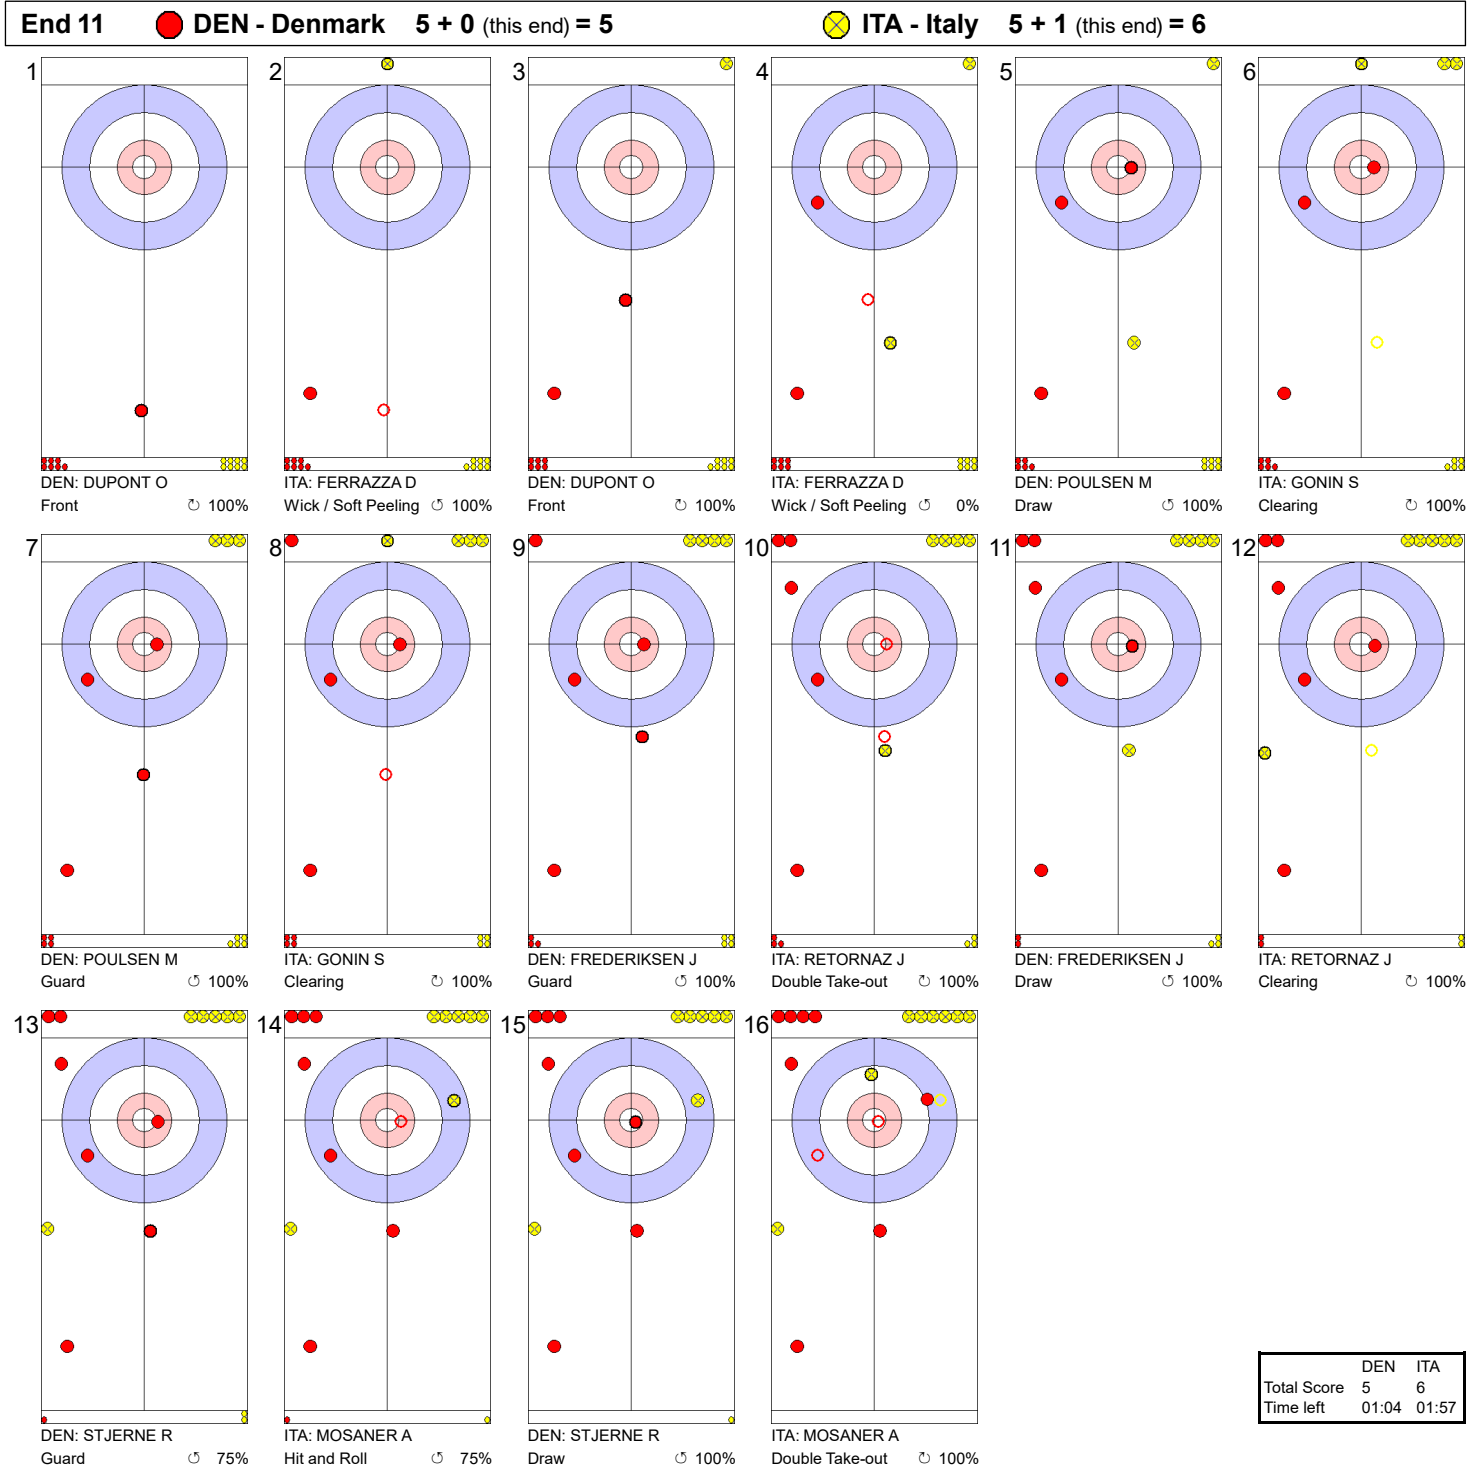 End 11 DEN - Denmark 5 + 0 (this end) = 5 ITA - Italy 5 + 1 (this end) = 6
1 2 3 4 5 6
DEN: DUPONT O ITA: FERRAZZA D DEN: DUPONT O ITA: FERRAZZA D DEN: POULSEN M ITA: GONIN S
Front ↻ 100% Wick / Soft Peeling ↺ 100% Front ↻ 100% Wick / Soft Peeling ↺ 0% Draw ↻ 100% Clearing ↻ 100%
7 8 9 10 11 12
DEN: POULSEN M ITA: GONIN S DEN: FREDERIKSEN J ITA: RETORNAZ J DEN: FREDERIKSEN J ITA: RETORNAZ J
Guard ↺ 100% Clearing ↺ 100% Guard ↺ 100% Double Take-out ↻ 100% Draw ↺ 100% Clearing ↺ 100%
13 14 15 16
DEN: STJERNE R ITA: MOSANER A DEN: STJERNE R ITA: MOSANER A
Guard ↺ 75% Hit and Roll ↺ 75% Draw ↺ 100% Double Take-out ↺ 100%
DEN ITA
Total Score 5 6
Time left 01:04 01:57